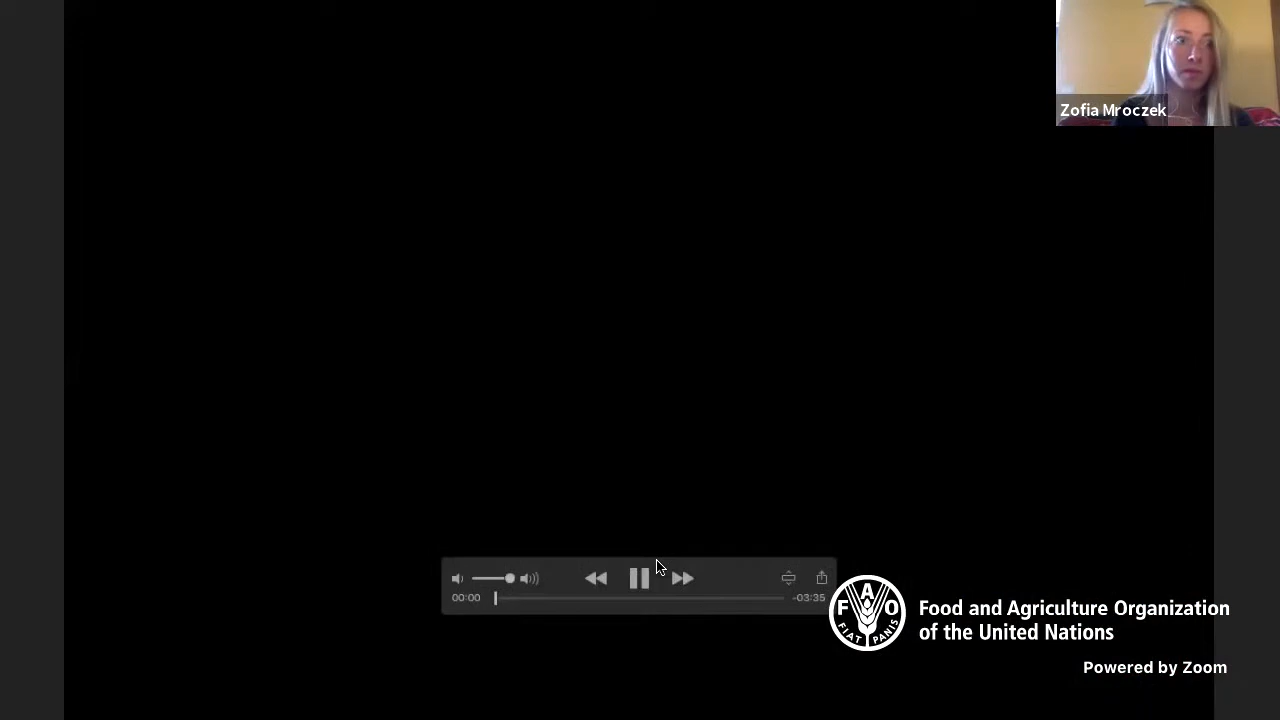 Zofia Mroczek
00:00
-03:35
F A O
FIAT PANIS
Food and Agriculture Organization
of the United Nations
Powered by Zoom